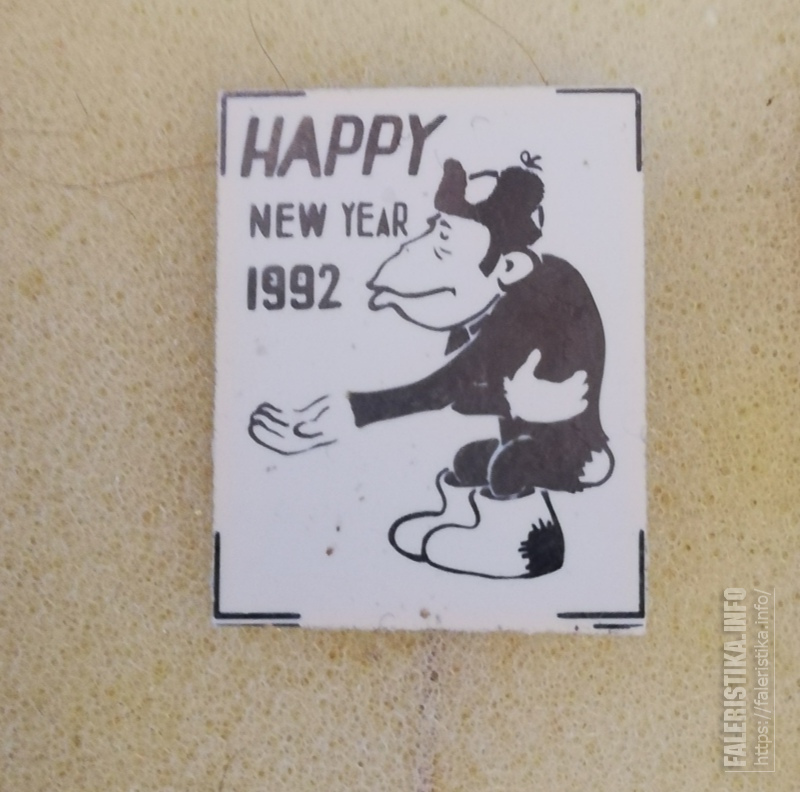 HAPPY
NEW YEAR
1992
R
FALERISTIKA.INFO
https://faleristika.info/